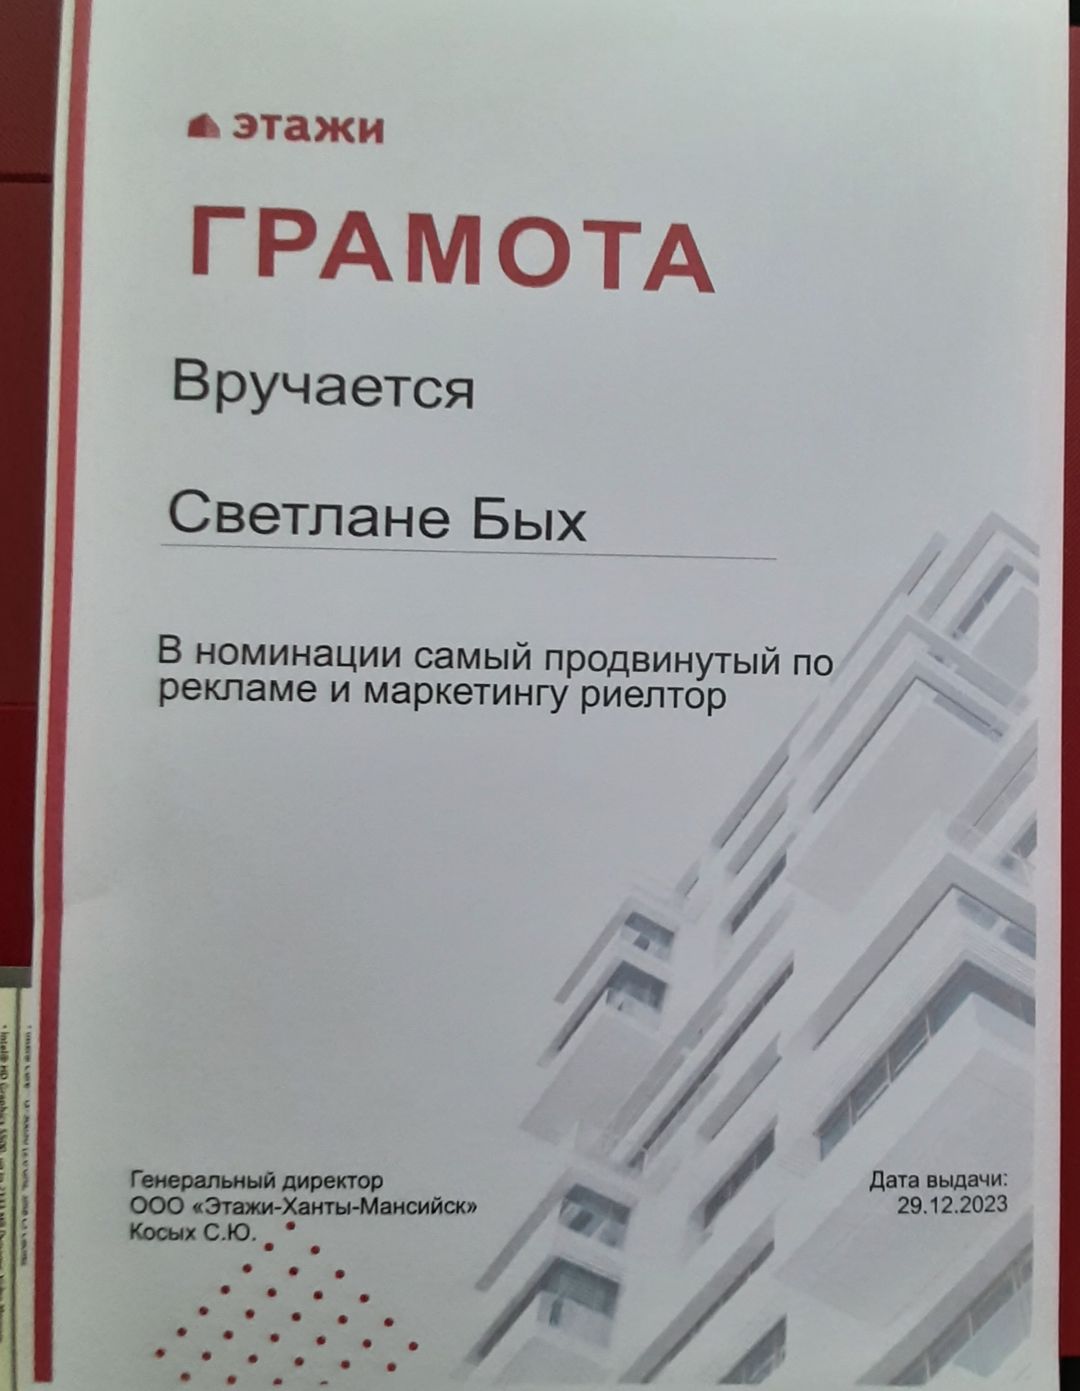 этажи
ГРАМОТА
Вручается
Светлане Бых
В номинации самый продвинутый по
рекламе и маркетингу риелтор
Генеральный директор
ООО «Этажи-Ханты-Мансийск»
Косых С.Ю.
Дата выдачи:
29.12.2023